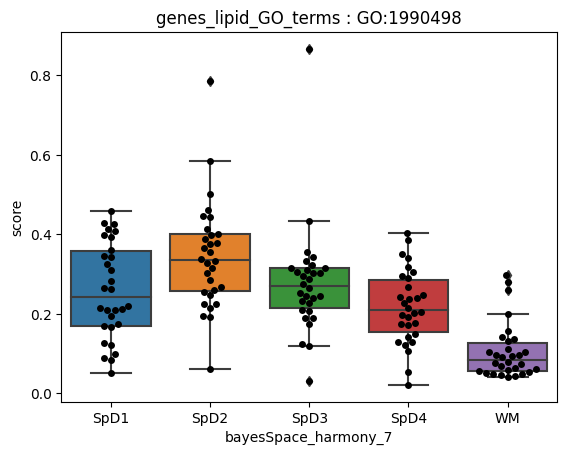 genes_lipid_GO_terms : GO:1990498
score
0.8
0.6
0.4
0.2
0.0
SpD1 SpD2 SpD3 SpD4 WM
bayesSpace_harmony_7